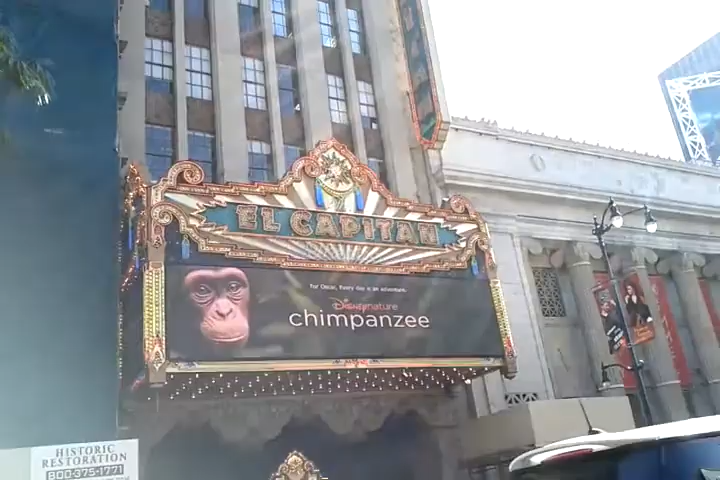 EL CAPITAN
For Oscar, Every day is an adventure.
Disneynature
chimpanzee
HISTORIC
RESTORATION
800-375-1771